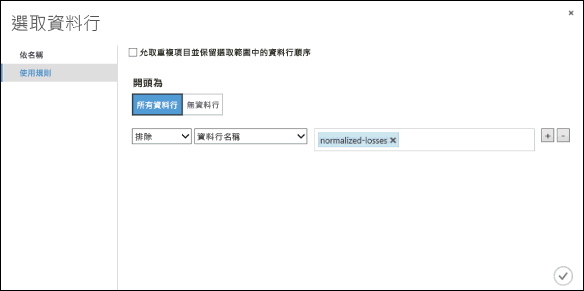 選取資料行
依名稱
使用規則
允取重複項目並保留選取範圍中的資料行順序
開頭為
所有資料行 無資料行
排除 資料行名稱 normalized-losses